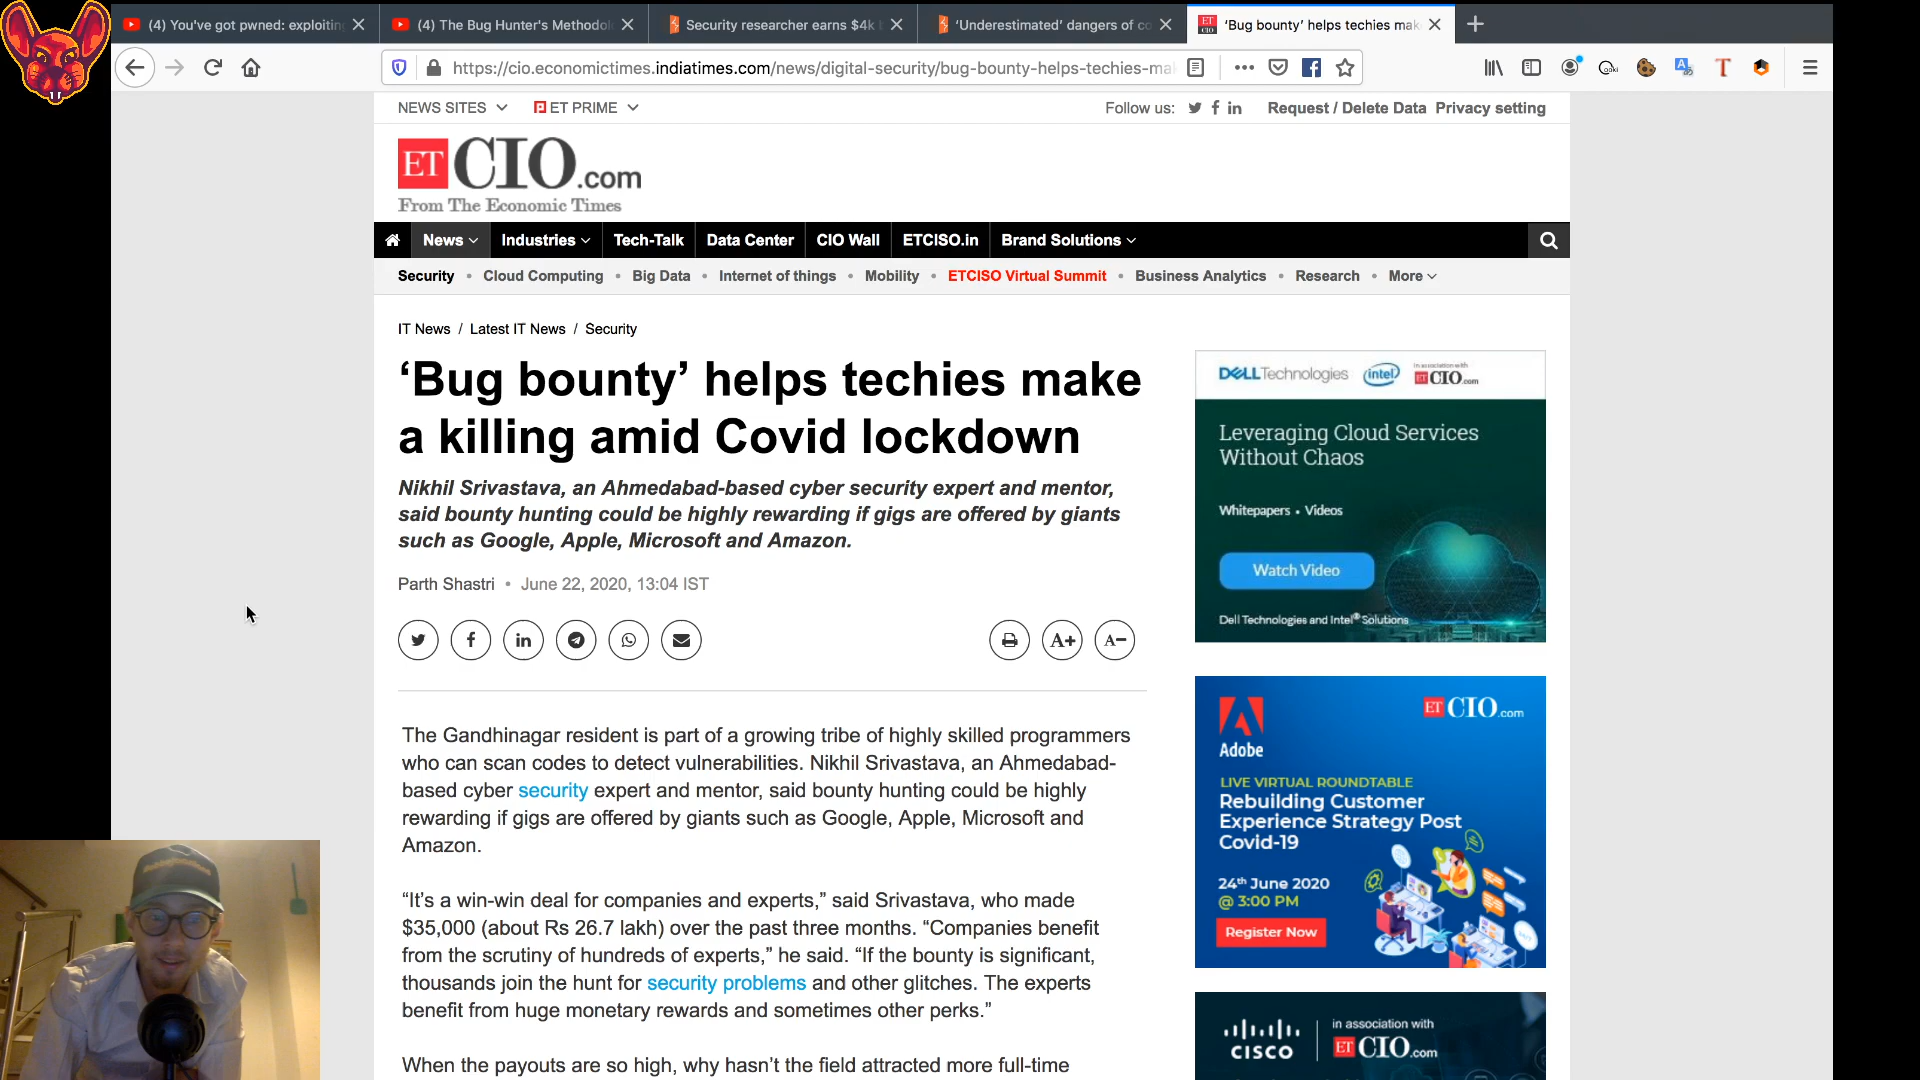 (4) You've got pwned: exploiting
(4) The Bug Hunter's Methodol
Security researcher earns $4k
'Underestimated' dangers of co
'Bug bounty' helps techies mak
https://cio.economictimes.indiatimes.com/news/digital-security/bug-bounty-helps-techies-ma
NEWS SITES
ET PRIME
Follow us:
Request / Delete Data
Privacy setting
ET CIO.com
From The Economic Times
News
Industries
Tech-Talk
Data Center
CIO Wall
ETCISO.in
Brand Solutions
Security • Cloud Computing • Big Data • Internet of things • Mobility • ETCISO Virtual Summit • Business Analytics • Research • More
IT News / Latest IT News / Security
‘Bug bounty’ helps techies make
a killing amid Covid lockdown
Nikhil Srivastava, an Ahmedabad-based cyber security expert and mentor,
said bounty hunting could be highly rewarding if gigs are offered by giants
such as Google, Apple, Microsoft and Amazon.
Parth Shastri • June 22, 2020, 13:04 IST
A+
A−
The Gandhinagar resident is part of a growing tribe of highly skilled programmers
who can scan codes to detect vulnerabilities. Nikhil Srivastava, an Ahmedabad-
based cyber security expert and mentor, said bounty hunting could be highly
rewarding if gigs are offered by giants such as Google, Apple, Microsoft and
Amazon.
“It’s a win-win deal for companies and experts,” said Srivastava, who made
$35,000 (about Rs 26.7 lakh) over the past three months. “Companies benefit
from the scrutiny of hundreds of experts,” he said. “If the bounty is significant,
thousands join the hunt for security problems and other glitches. The experts
benefit from huge monetary rewards and sometimes other perks.”
When the payouts are so high, why hasn’t the field attracted more full-time
DELLTechnologies
intel
in association with
ET CIO.com
Leveraging Cloud Services
Without Chaos
Whitepapers • Videos
Watch Video
Dell Technologies and Intel® Solutions
Adobe
ET CIO.com
LIVE VIRTUAL ROUNDTABLE
Rebuilding Customer
Experience Strategy Post
Covid-19
24th June 2020
@ 3:00 PM
Register Now
CISCO
in association with
ET CIO.com